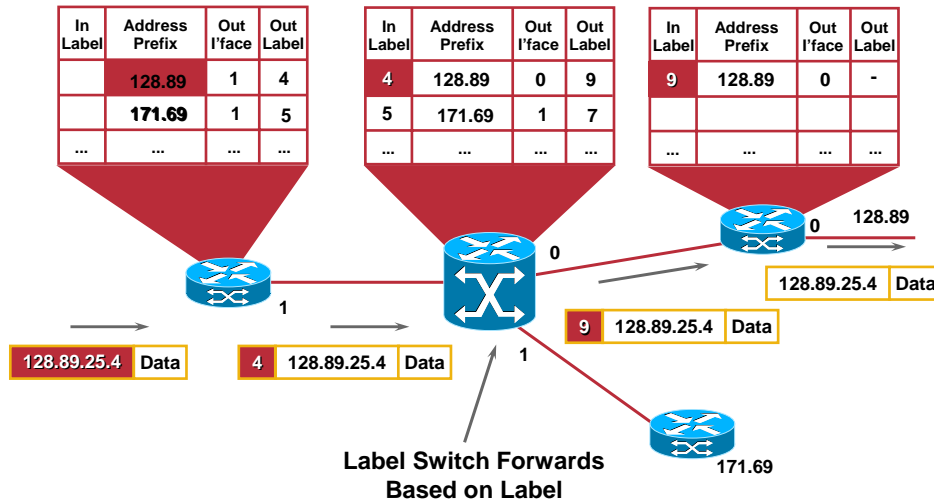 In Label Address Prefix Out I'face Out Label
128.89 1 4
171.69 1 5
... ... ... ...
In Label Address Prefix Out I'face Out Label
4 128.89 0 9
5 171.69 1 7
... ... ... ...
In Label Address Prefix Out I'face Out Label
9 128.89 0 -
... ... ... ...
0
128.89
0
1
128.89.25.4 Data
9 128.89.25.4 Data
128.89.25.4 Data
4 128.89.25.4 Data
1
171.69
Label Switch Forwards
Based on Label